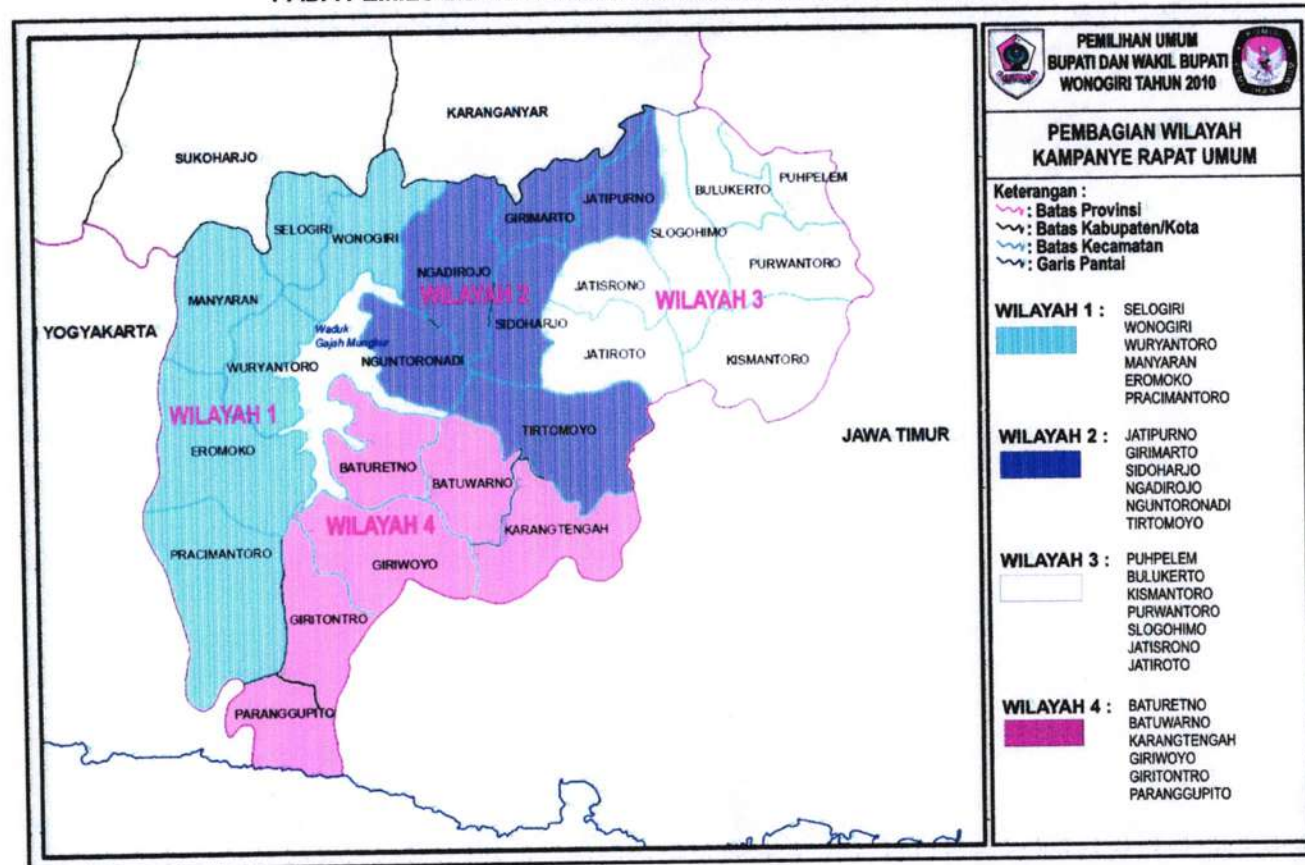 KARANGANYAR
SUKOHARJO
PUHPELEM
JATIPURNO
BULUKERTO
GIRIMARTO
SELOGIRI
WONOGIRI
SLOGOHIMO
PURWANTORO
NGADIROJO
WILAYAH 2
JATISRONO
WILAYAH 3
MANYARAN
SIDOHARJO
I YOGYAKARTA
Waduk
Gajah Mungkur
NGUNTORONADI
JATIROTO
KISMANTORO
WURYANTORO
WILAYAH 1
TIRTOMOYO
JAWA TIMUR
EROMOKO
BATURETNO
BATUWARNO
WILAYAH 4
KARANGTENGAH
PRACIMANTORO
GIRIWOYO
GIRITONTRO
PARANGGUPITO
PEMILIHAN UMUM
BUPATI DAN WAKIL BUPATI
WONOGIRI TAHUN 2010
PEMBAGIAN WILAYAH
KAMPANYE RAPAT UMUM
Keterangan :
: Batas Provinsi
: Batas Kabupaten/Kota
: Batas Kecamatan
: Garis Pantai
WILAYAH 1 : SELOGIRI
WONOGIRI
WURYANTORO
MANYARAN
EROMOKO
PRACIMANTORO
WILAYAH 2 : JATIPURNO
GIRIMARTO
SIDOHARJO
NGADIROJO
NGUNTORONADI
TIRTOMOYO
WILAYAH 3 : PUHPELEM
BULUKERTO
KISMANTORO
PURWANTORO
SLOGOHIMO
JATISRONO
JATIROTO
WILAYAH 4 : BATURETNO
BATUWARNO
KARANGTENGAH
GIRIWOYO
GIRITONTRO
PARANGGUPITO